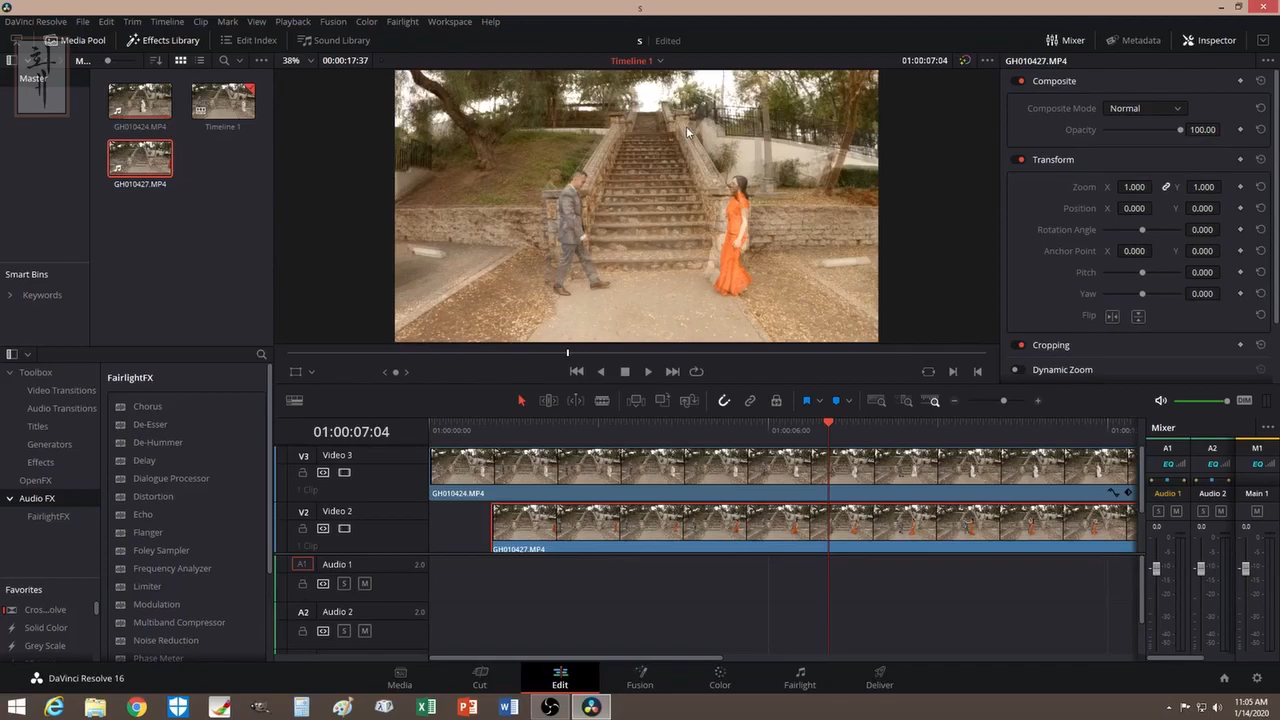 s
DaVinci Resolve File Edit Trim Timeline Clip Mark View Playback Fusion Color Fairlight Workspace Help
Media Pool Effects Library Edit Index Sound Library s Edited Mixer Metadata Inspector
M... 38% 00:00:17:37 Timeline 1 01:00:07:04 GH010427.MP4
Master
GH010424.MP4 Timeline 1
GH010427.MP4
Smart Bins
Keywords
Composite
Composite Mode Normal
Opacity 100.00
Transform
Zoom X 1.000 Y 1.000
Position X 0.000 Y 0.000
Rotation Angle 0.000
Anchor Point X 0.000 Y 0.000
Pitch 0.000
Yaw 0.000
Flip
Cropping
Dynamic Zoom
Toolbox
Video Transitions
Audio Transitions
Titles
Generators
Effects
OpenFX
Audio FX
FairlightFX
Favorites
Cros...olve
Solid Color
Grey Scale
FairlightFX
Chorus
De-Esser
De-Hummer
Delay
Dialogue Processor
Distortion
Echo
Flanger
Foley Sampler
Frequency Analyzer
Limiter
Modulation
Multiband Compressor
Noise Reduction
Phase Meter
DIM
01:00:07:04 01:00:00:00 01:00:06:00 01:00:1
V3 Video 3
1 Clip GH010424.MP4
V2 Video 2
1 Clip GH010427.MP4
A1 Audio 1 2.0
S M
A2 Audio 2 2.0
S M
Mixer
A1 A2 M1
EQ EQ EQ
Audio 1 Audio 2 Main 1
S M S M M
0.0 0.0 0.0
DaVinci Resolve 16
Media Cut Edit Fusion Color Fairlight Deliver
11:05 AM
1/14/2020